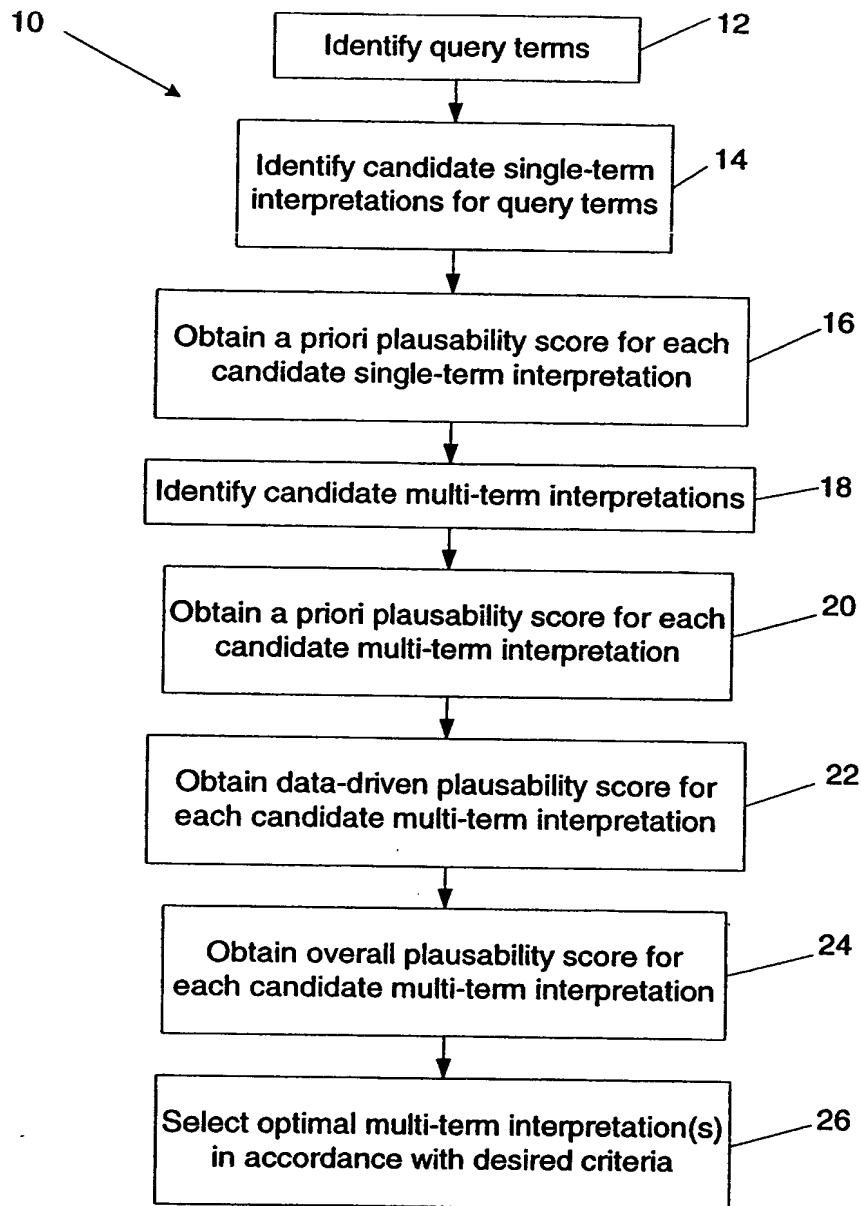 10
Identify query terms
12
Identify candidate single-term
interpretations for query terms
14
Obtain a priori plausability score for each
candidate single-term interpretation
16
Identify candidate multi-term interpretations
18
Obtain a priori plausability score for each
candidate multi-term interpretation
20
Obtain data-driven plausability score for
each candidate multi-term interpretation
22
Obtain overall plausability score for
each candidate multi-term interpretation
24
Select optimal multi-term interpretation(s)
in accordance with desired criteria
26